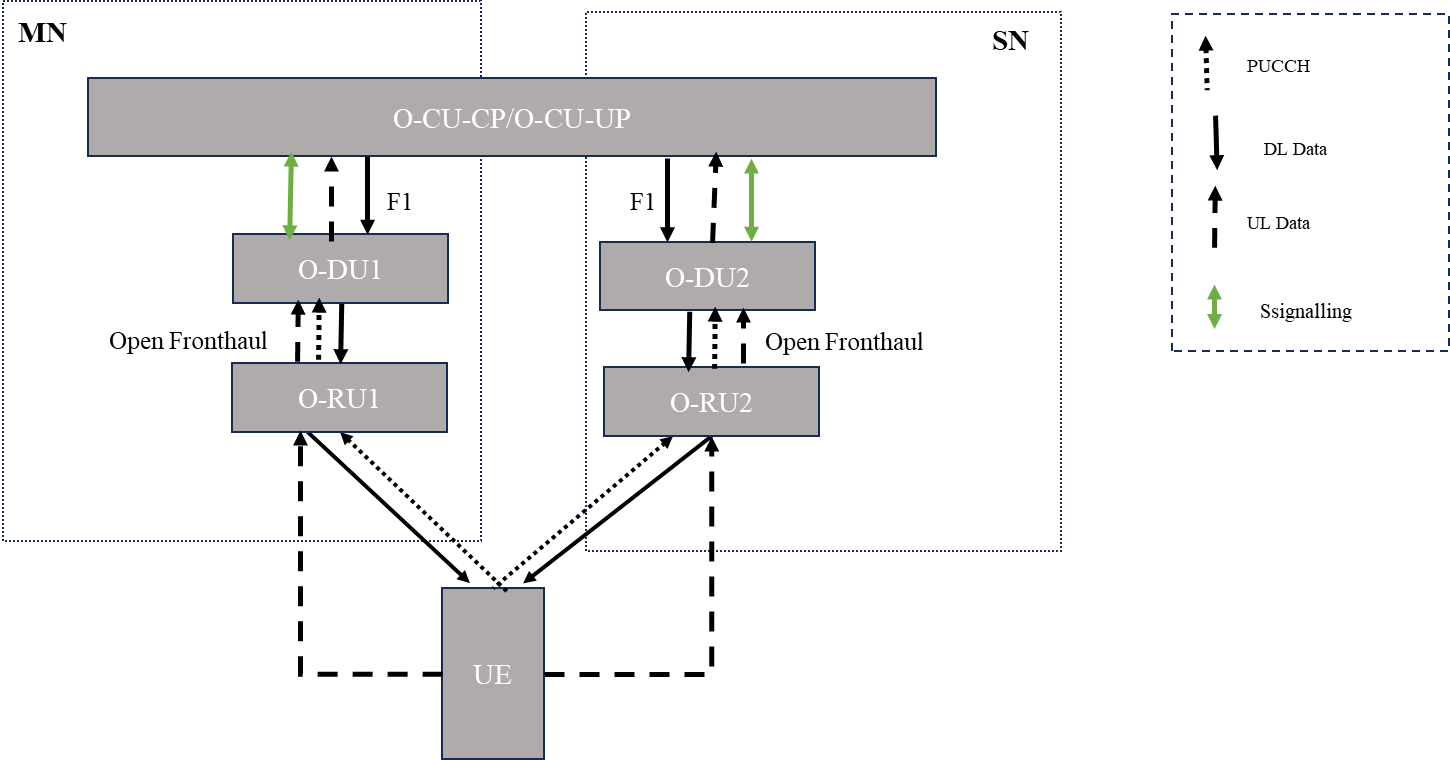 MN
SN
O-CU-CP/O-CU-UP
F1
F1
O-DU1
O-DU2
Open Fronthaul
Open Fronthaul
O-RU1
O-RU2
UE
PUCCH
DL Data
UL Data
Ssignalling